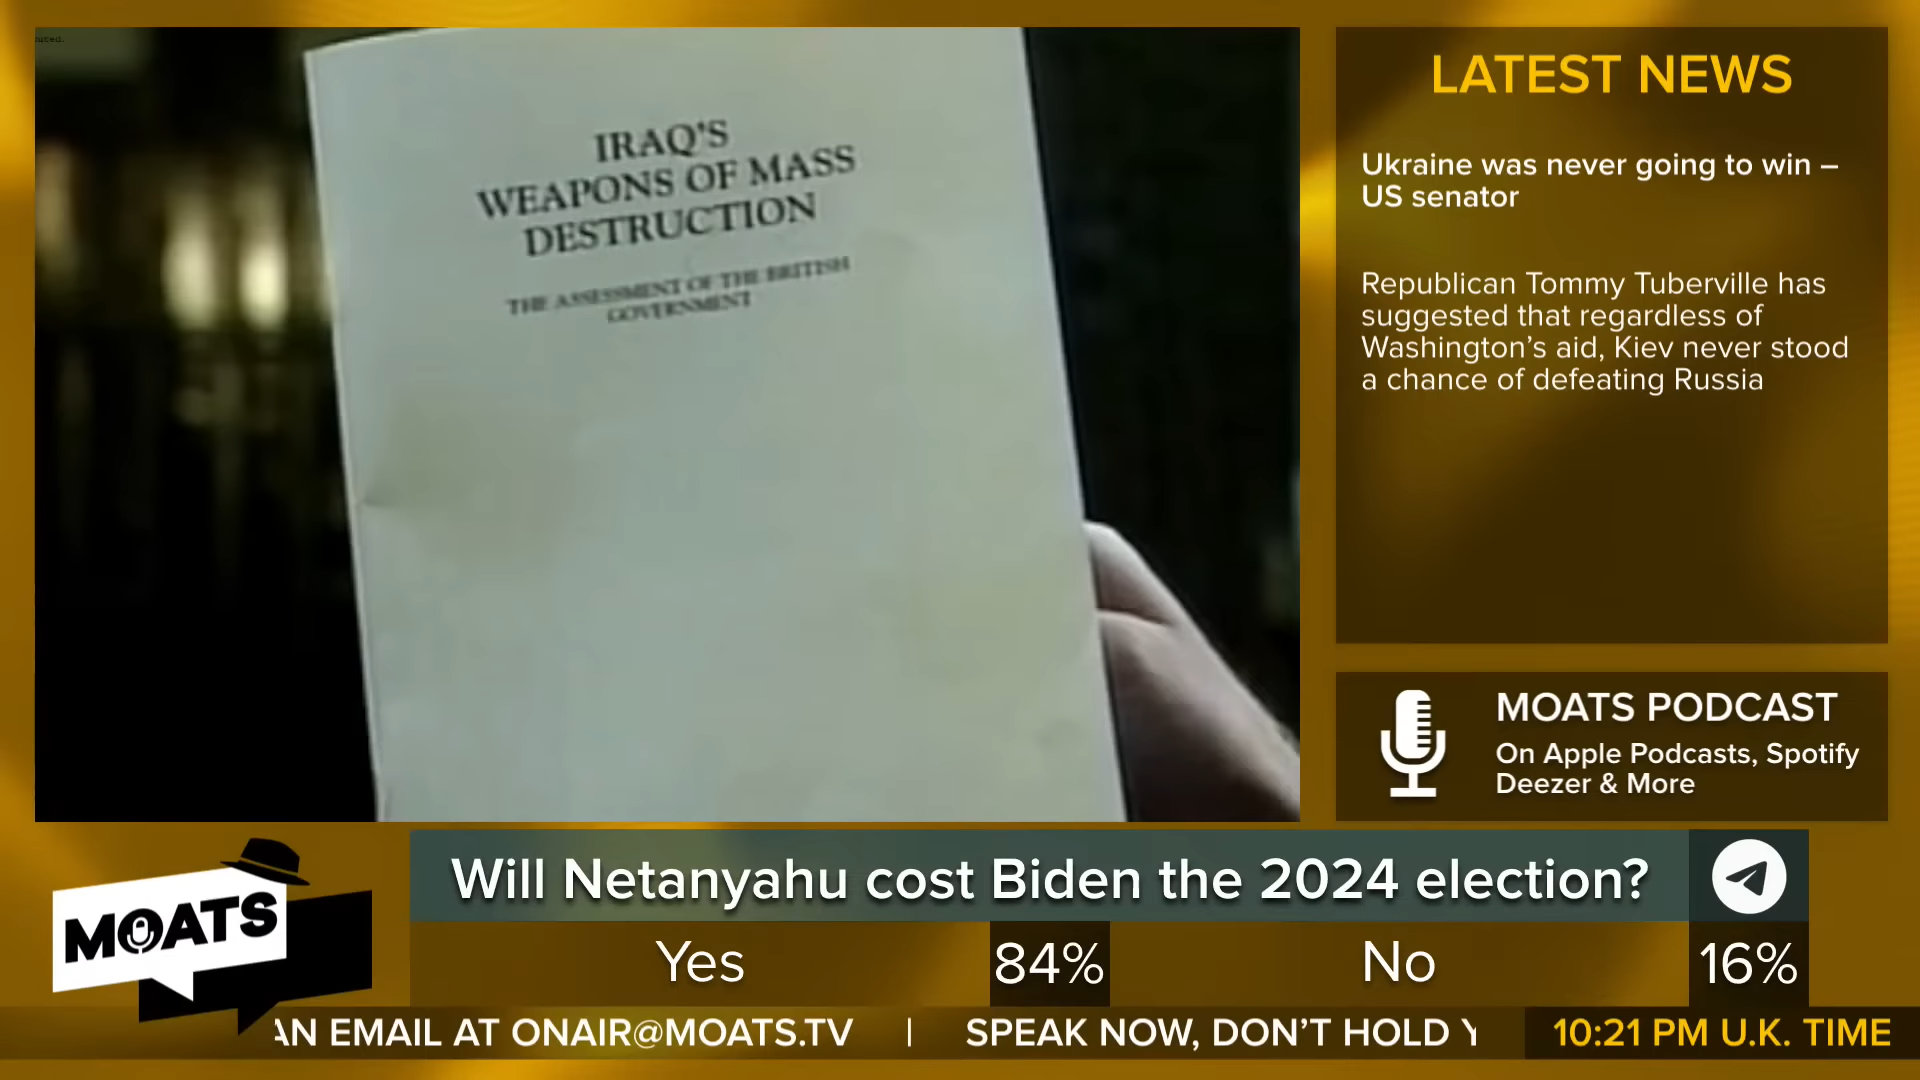 IRAQ'S
WEAPONS OF MASS
DESTRUCTION
THE ASSESSMENT OF THE BRITISH
GOVERNMENT
LATEST NEWS
Ukraine was never going to win –
US senator
Republican Tommy Tuberville has
suggested that regardless of
Washington's aid, Kiev never stood
a chance of defeating Russia
MOATS PODCAST
On Apple Podcasts, Spotify
Deezer & More
MOATS
Will Netanyahu cost Biden the 2024 election?
Yes 84% No 16%
AN EMAIL AT ONAIR@MOATS.TV | SPEAK NOW, DON'T HOLD Y
10:21 PM U.K. TIME